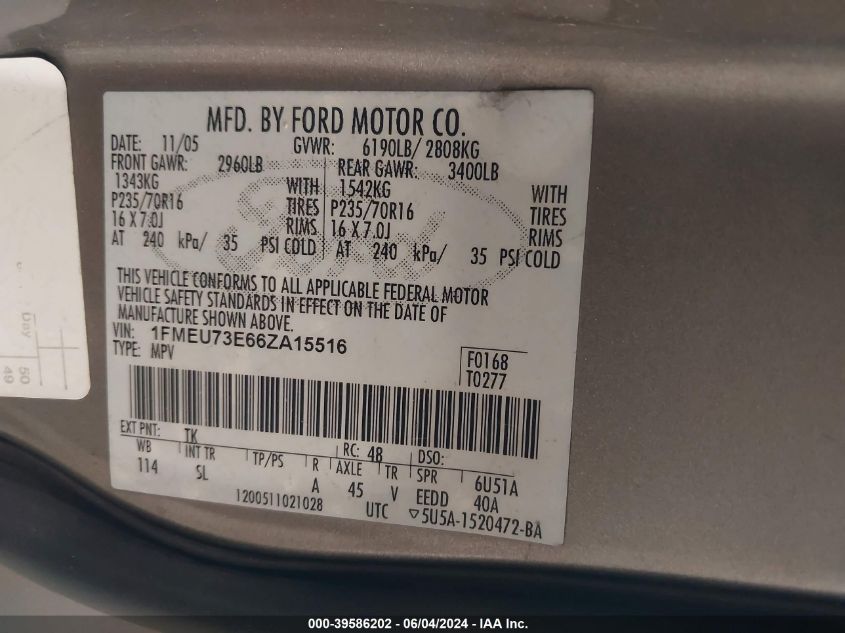 MFD. BY FORD MOTOR CO.
DATE: 11/05 GVWR: 6190LB/ 2808KG
FRONT GAWR: 2960LB REAR GAWR: 3400LB
1343KG WITH 1542KG WITH
P235/70R16 TIRES P235/70R16 TIRES
16 X 7.0J RIMS 16 X 7.0J RIMS
AT 240 kPa/ 35 PSI COLD AT 240 kPa/ 35 PSI COLD
Ford
THIS VEHICLE CONFORMS TO ALL APPLICABLE FEDERAL MOTOR
VEHICLE SAFETY STANDARDS IN EFFECT ON THE DATE OF
MANUFACTURE SHOWN ABOVE.
VIN: 1FMEU73E66ZA15516
TYPE: MPV
F0168
T0277
EXT PNT: TK RC: 48 DSO:
WB INT TR TP/PS R AXLE TR SPR 6U51A
114 SL A 45 V EEDD 40A
1200511021028 UTC ▽5U5A-1520472-BA
Day
50
49
000-39586202 - 06/04/2024 - IAA Inc.